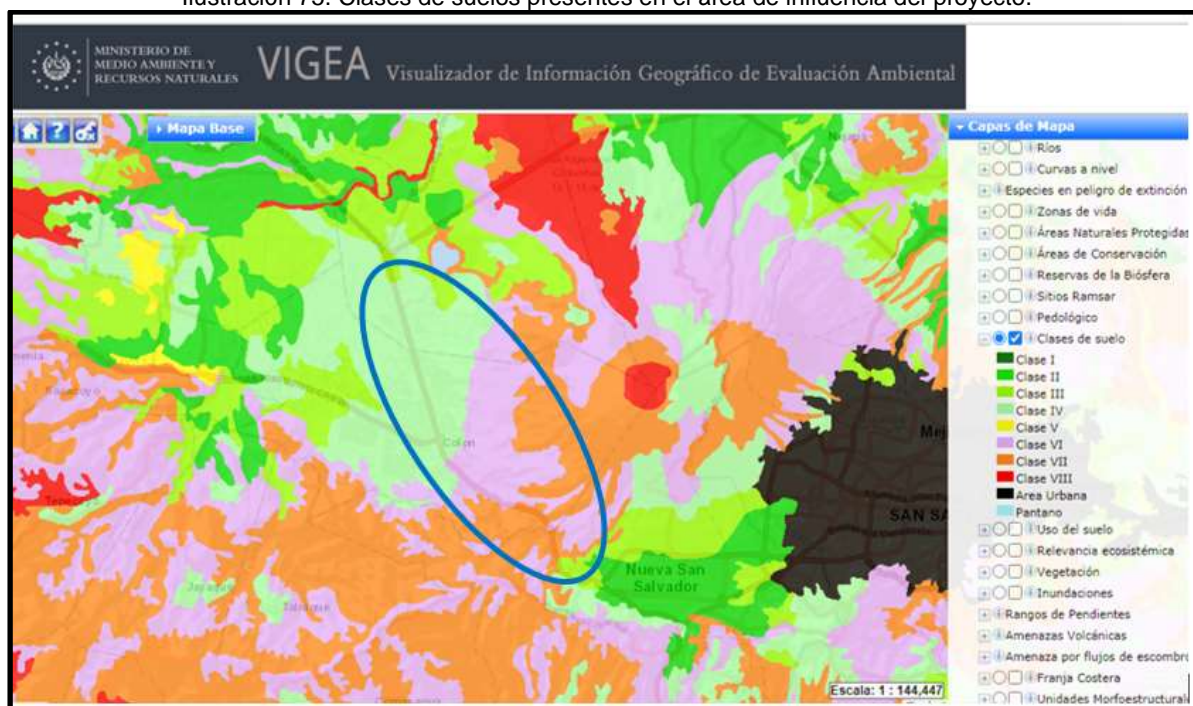 Ilustración 75. Clases de suelos presentes en el área de influencia del proyecto.
MINISTERIO DE
MEDIO AMBIENTE Y
RECURSOS NATURALES
VIGEA Visualizador de Información Geográfico de Evaluación Ambiental
Mapa Base
Capas de Mapa
Ríos
Curvas a nivel
Especies en peligro de extinción
Zonas de vida
Áreas Naturales Protegidas
Áreas de Conservación
Reservas de la Biósfera
Sitios Ramsar
Pedológico
Clases de suelo
Clase I
Clase II
Clase III
Clase IV
Clase V
Clase VI
Clase VII
Clase VIII
Area Urbana
Pantano
Uso del suelo
Relevancia ecosistémica
Vegetación
Inundaciones
Rangos de Pendientes
Amenazas Volcánicas
Amenaza por flujos de escombro
Franja Costera
Unidades Morfoestructurale
Colon
Mej
SAN SA
Nueva San
Salvador
Escala: 1 : 144,447